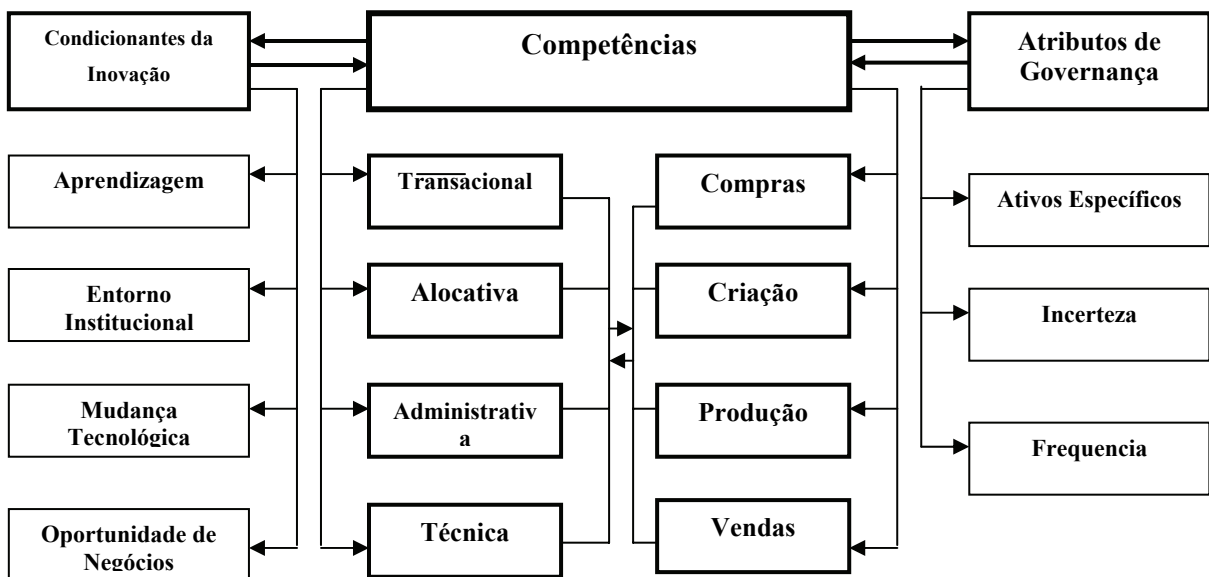 Condicionantes da
Inovação
Competências
Atributos de
Governança
Aprendizagem
Transacional
Compras
Ativos Específicos
Entorno
Institucional
Alocativa
Criação
Incerteza
Mudança
Tecnológica
Administrativ
a
Produção
Frequencia
Oportunidade de
Negócios
Técnica
Vendas